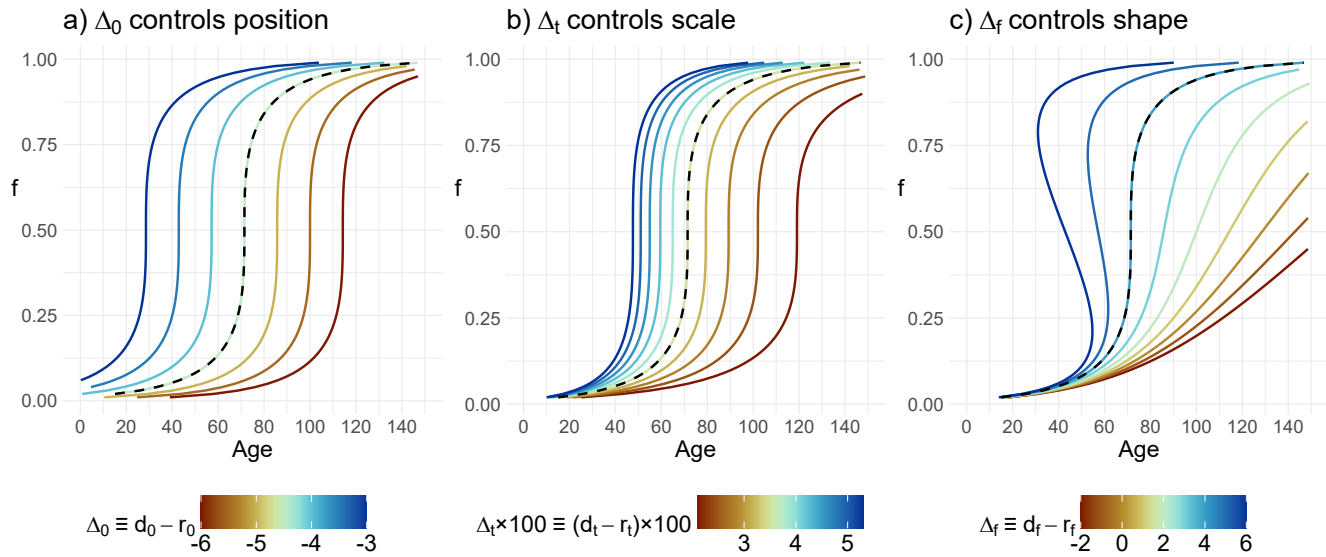 a) Δ₀ controls position
f
1.00
0.75
0.50
0.25
0.00
0 20 40 60 80 100 120 140
Age
Δ₀ ≡ d₀ − r₀
-6 -5 -4 -3
b) Δₜ controls scale
f
1.00
0.75
0.50
0.25
0.00
0 20 40 60 80 100 120 140
Age
Δₜ×100 ≡ (dₜ − rₜ)×100
3 4 5
c) Δf controls shape
f
1.00
0.75
0.50
0.25
0.00
0 20 40 60 80 100 120 140
Age
Δf ≡ df − rf
-2 0 2 4 6